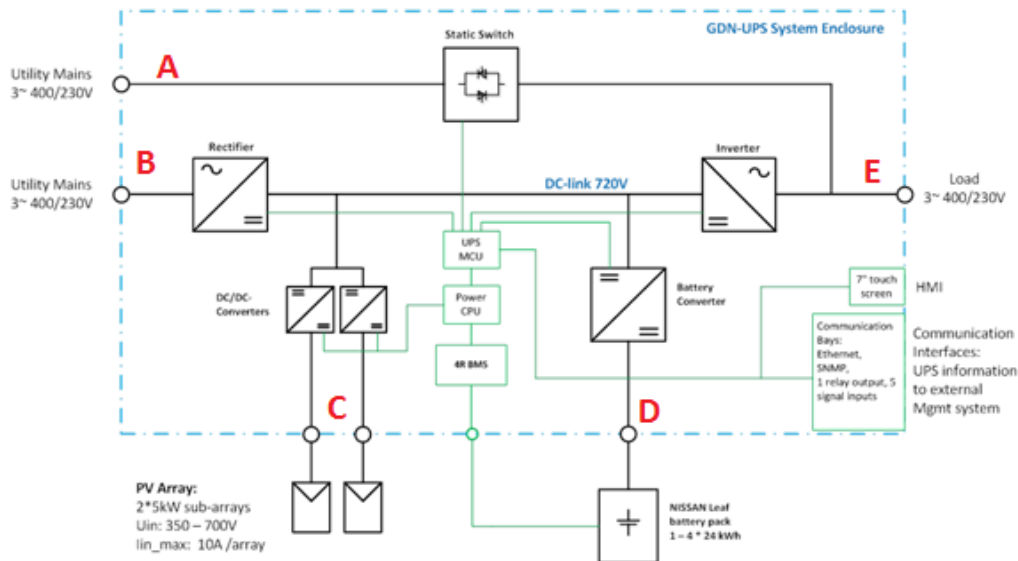 GDN-UPS System Enclosure
Static Switch
A
Utility Mains
3~ 400/230V
Rectifier
Inverter
B
DC-link 720V
E
Utility Mains
3~ 400/230V
Load
3~ 400/230V
UPS
MCU
DC/DC-
Converters
Power
CPU
Battery
Converter
7" touch
screen
HMI
4R BMS
Communication
Bays:
Ethernet,
SNMP,
1 relay output, 5
signal inputs
Communication
Interfaces:
UPS information
to external
Mgmt system
C
D
PV Array:
2*5kW sub-arrays
Uin: 350 – 700V
Iin_max: 10A /array
NISSAN Leaf
battery pack
1 – 4 * 24 kWh